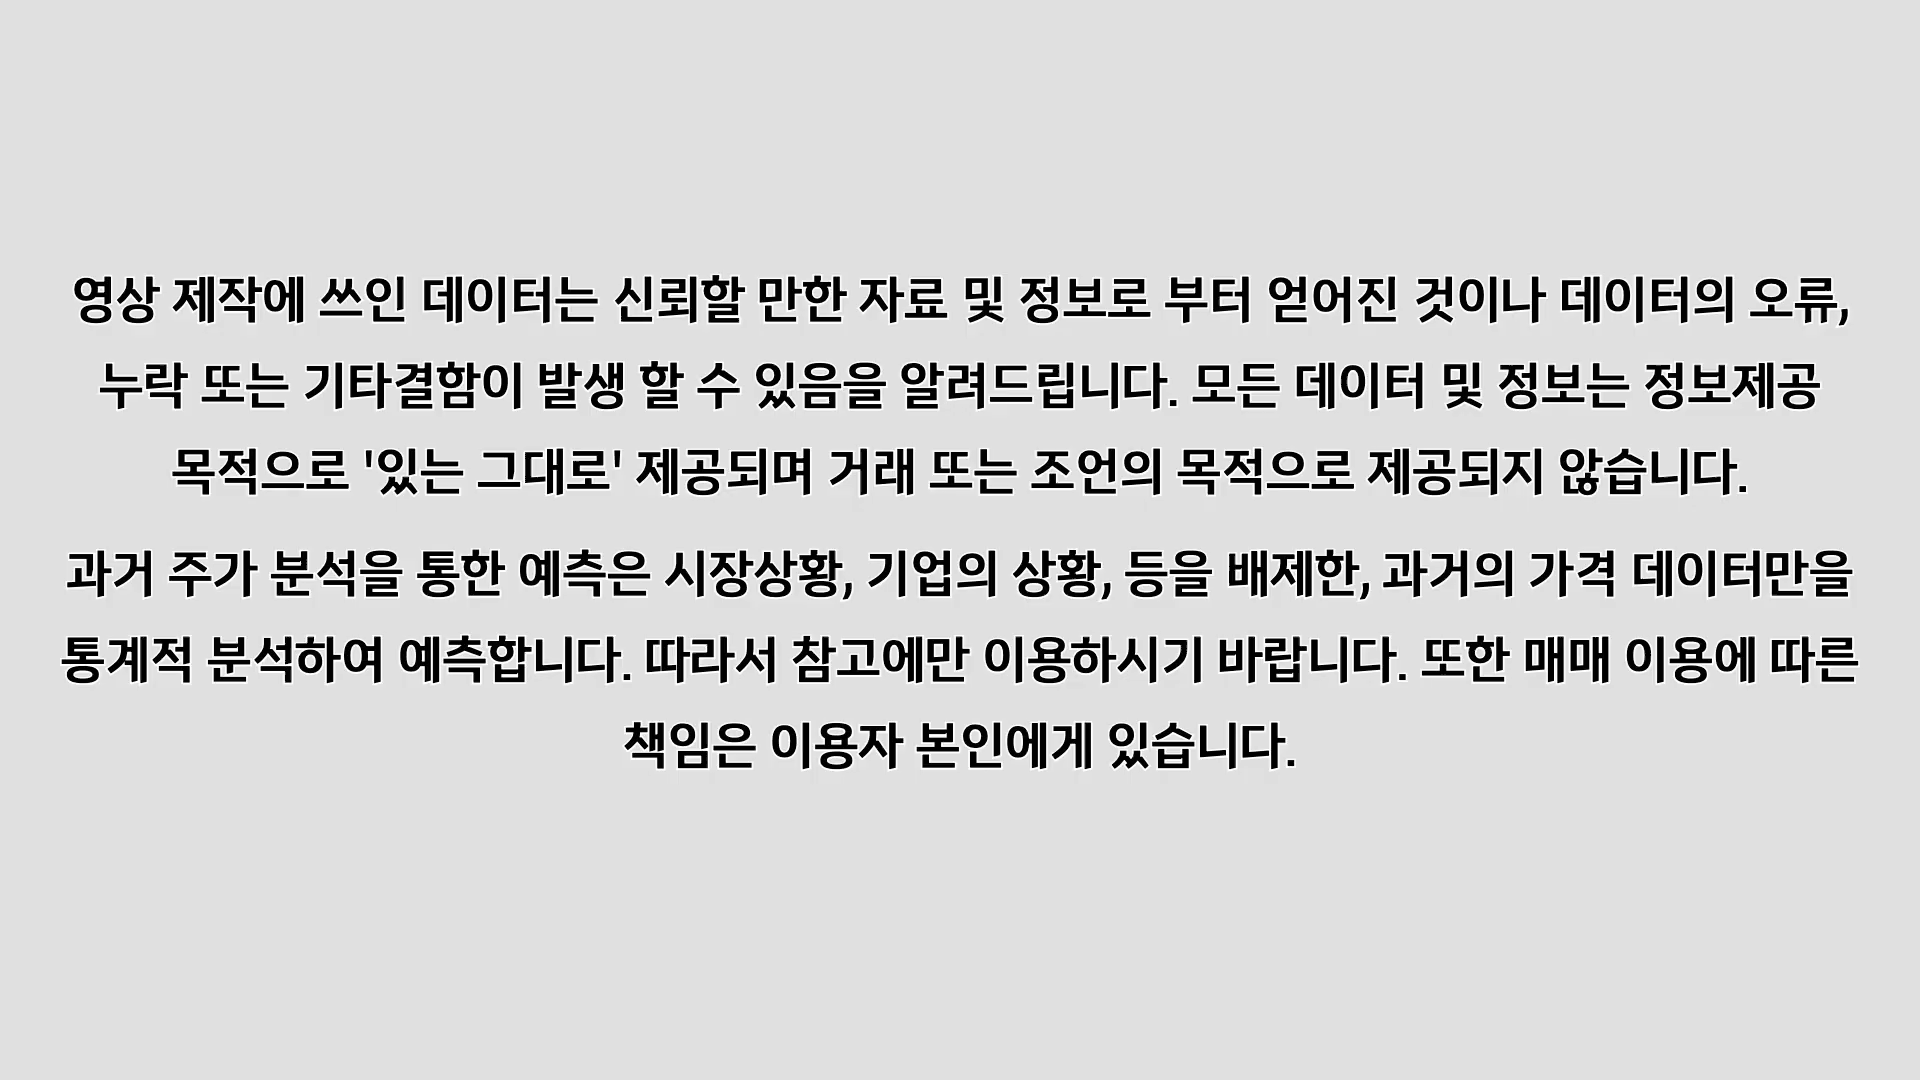 영상 제작에 쓰인 데이터는 신뢰할 만한 자료 및 정보로 부터 얻어진 것이나 데이터의 오류,
누락 또는 기타결함이 발생 할 수 있음을 알려드립니다. 모든 데이터 및 정보는 정보제공
목적으로 '있는 그대로' 제공되며 거래 또는 조언의 목적으로 제공되지 않습니다.
과거 주가 분석을 통한 예측은 시장상황, 기업의 상황, 등을 배제한, 과거의 가격 데이터만을
통계적 분석하여 예측합니다. 따라서 참고에만 이용하시기 바랍니다. 또한 매매 이용에 따른
책임은 이용자 본인에게 있습니다.